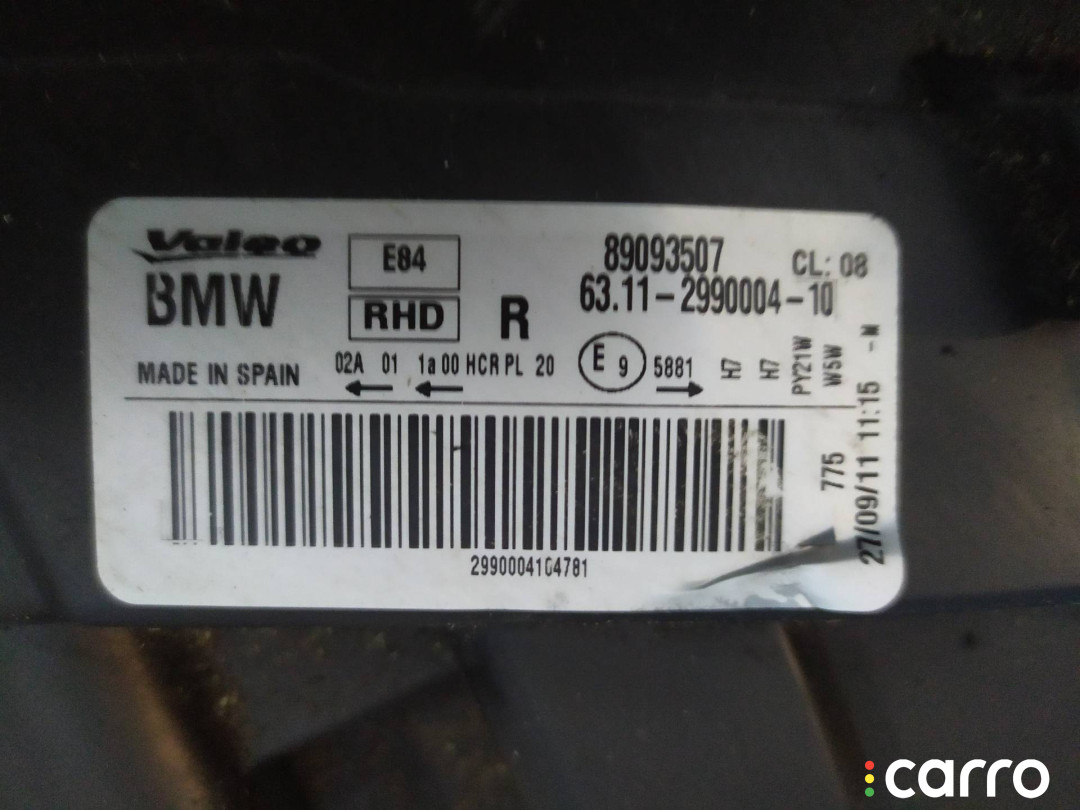 Valeo
BMW
MADE IN SPAIN
E84
RHD
R
02A 01 1a 00 HCR PL 20
E 9
5881
89093507
63.11-2990004-10
CL: 08
H7
H7
PY21W
W5W
775
27/09/11 11:15 -M
2990004104781
carro